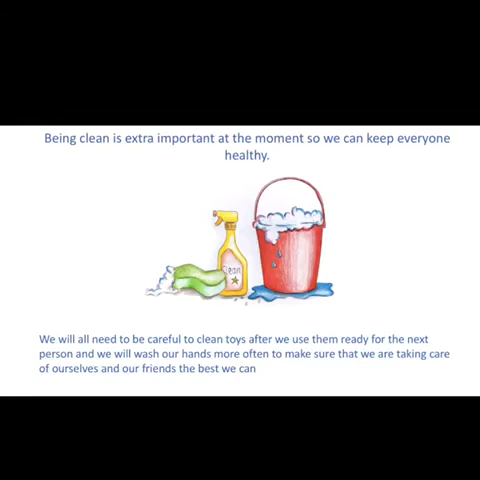 Being clean is extra important at the moment so we can keep everyone
healthy.
Clean
We will all need to be careful to clean toys after we use them ready for the next
person and we will wash our hands more often to make sure that we are taking care
of ourselves and our friends the best we can